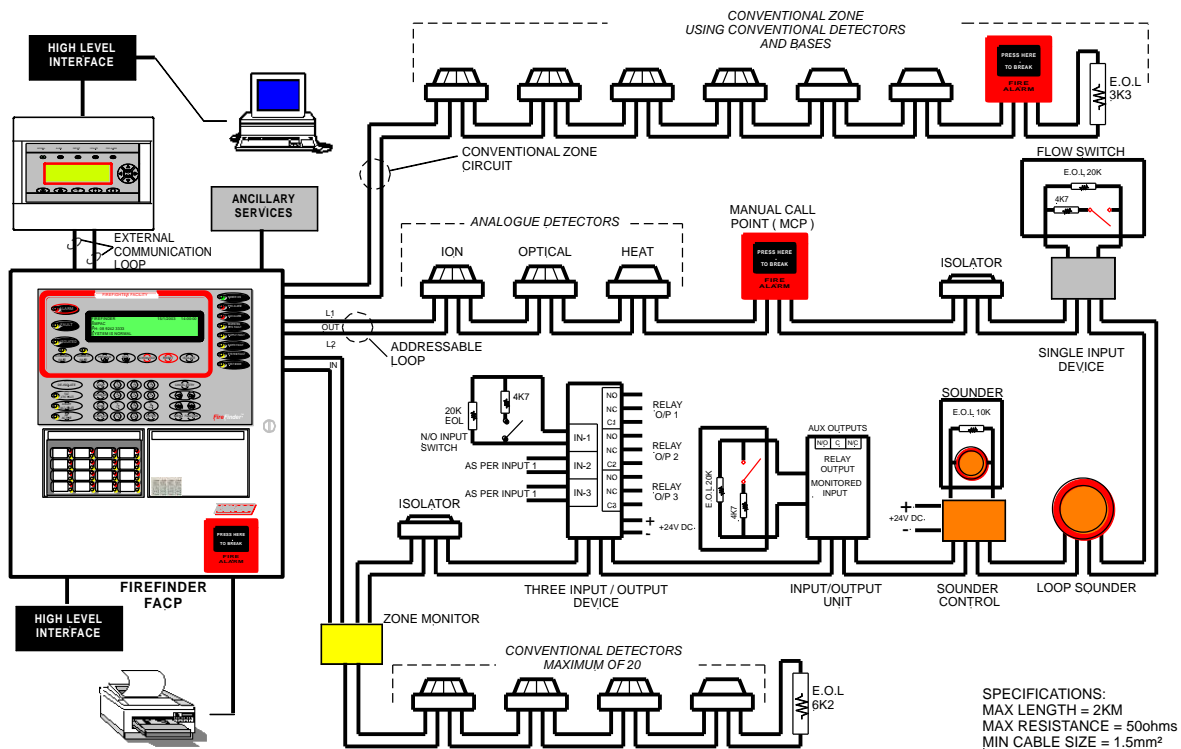 CONVENTIONAL ZONE
USING CONVENTIONAL DETECTORS
AND BASES
HIGH LEVEL
INTERFACE
PRESS HERE
TO BREAK
FIRE
ALARM
E.O.L
3K3
CONVENTIONAL ZONE
CIRCUIT
FLOW SWITCH
E.O.L 20K
4K7
ANCILLARY
SERVICES
ANALOGUE DETECTORS
MANUAL CALL
POINT ( MCP )
EXTERNAL
COMMUNICATION
LOOP
ION
OPTICAL
HEAT
PRESS HERE
TO BREAK
FIRE
ALARM
ISOLATOR
FIREFIGHTER FACILITY
FIREFINDER
SYSTEM IS NORMAL
L1
OUT
L2
IN
ADDRESSABLE
LOOP
SINGLE INPUT
DEVICE
FireFinder
20K
EOL
4K7
N/O INPUT
SWITCH
AS PER INPUT 1
AS PER INPUT 1
IN-1
IN-2
IN-3
NO
NC
C1
NO
NC
C2
NO
NC
C3
RELAY
O/P 1
RELAY
O/P 2
RELAY
O/P 3
+
+24V DC.
-
E.O.L 20K
4K7
AUX OUTPUTS
N/O C N/C
RELAY
OUTPUT
MONITORED
INPUT
SOUNDER
E.O.L 10K
+
+24V DC.
-
ISOLATOR
PRESS HERE
TO BREAK
FIRE
ALARM
FIREFINDER
FACP
THREE INPUT / OUTPUT
DEVICE
INPUT/OUTPUT
UNIT
SOUNDER
CONTROL
LOOP SOUNDER
HIGH LEVEL
INTERFACE
ZONE MONITOR
CONVENTIONAL DETECTORS
MAXIMUM OF 20
E.O.L
6K2
SPECIFICATIONS:
MAX LENGTH = 2KM
MAX RESISTANCE = 50ohms
MIN CABLE SIZE = 1.5mm²